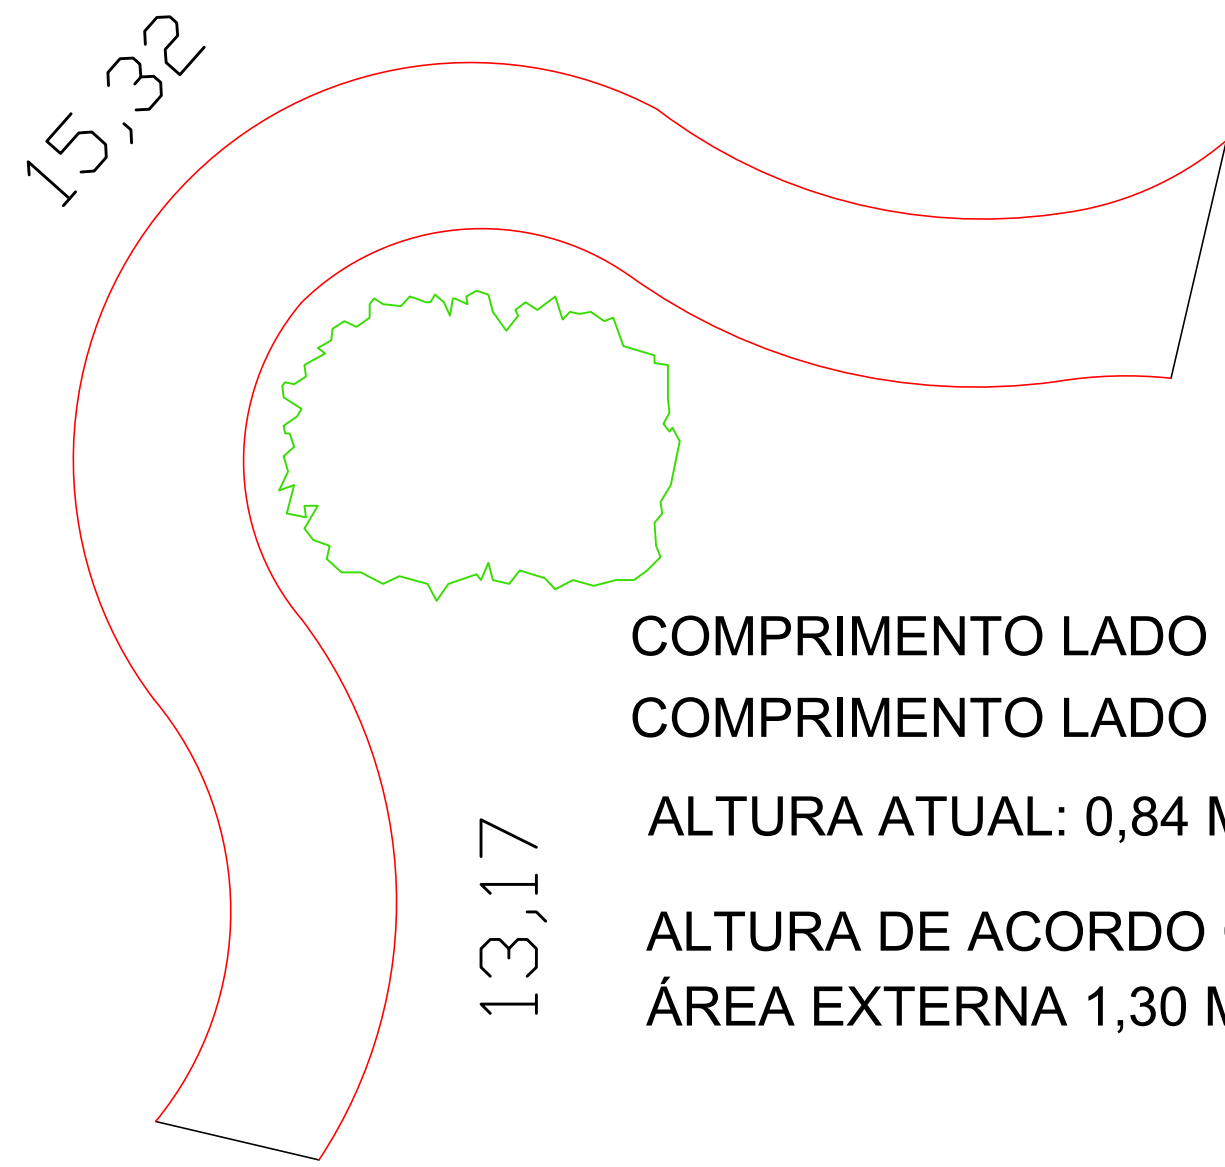 15,32
COMPRIMENTO LADO
COMPRIMENTO LADO
ALTURA ATUAL: 0,84
13,17
ALTURA DE ACORDO
ÁREA EXTERNA 1,30